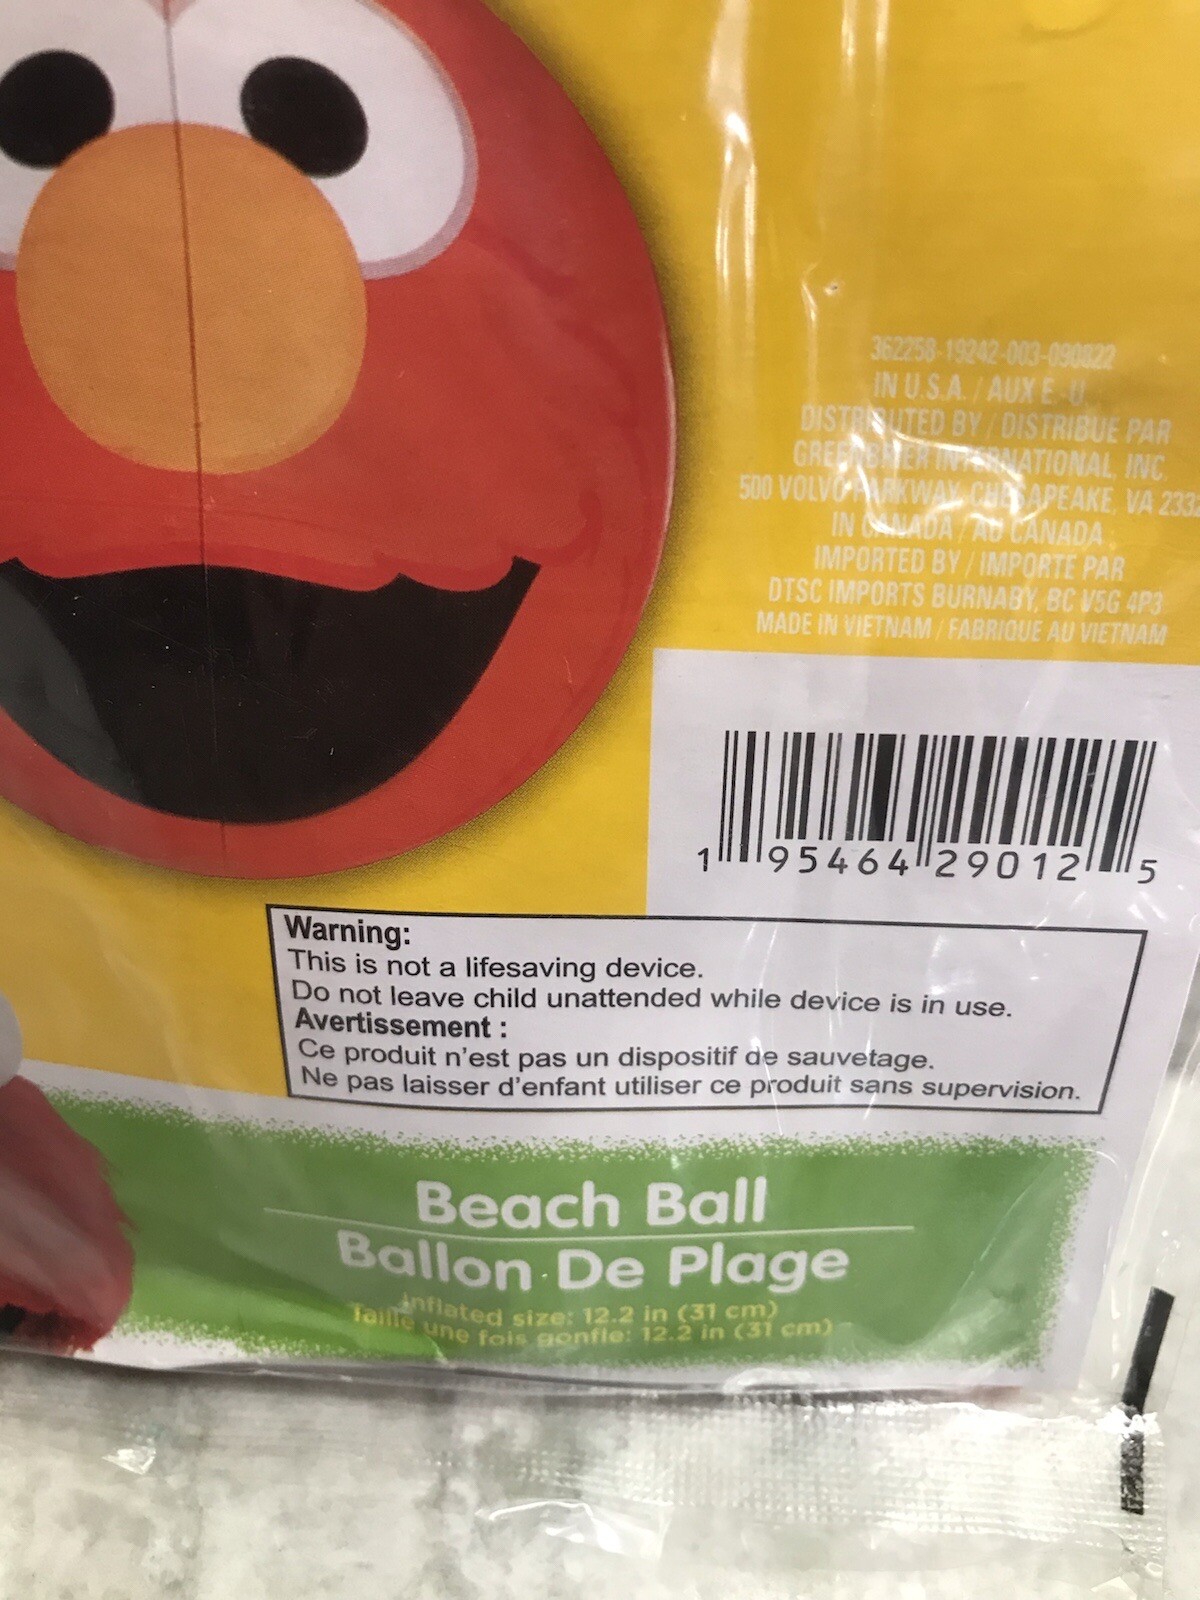 362258-19242-003-090822
IN U.S.A. / AUX É.-U.
DISTRIBUTED BY / DISTRIBUE PAR
GREENBRIER INTERNATIONAL, INC.
500 VOLVO PARKWAY, CHESAPEAKE, VA 2332
IN CANADA / AU CANADA :
IMPORTED BY / IMPORTE PAR
DTSC IMPORTS BURNABY, BC V5G 4P3
MADE IN VIETNAM / FABRIQUE AU VIETNAM
1 95464 29012 5
Warning:
This is not a lifesaving device.
Do not leave child unattended while device is in use.
Avertissement :
Ce produit n'est pas un dispositif de sauvetage.
Ne pas laisser d'enfant utiliser ce produit sans supervision.
Beach Ball
Ballon De Plage
Inflated size: 12.2 in (31 cm)
Taille une fois gonfle: 12.2 in (31 cm)